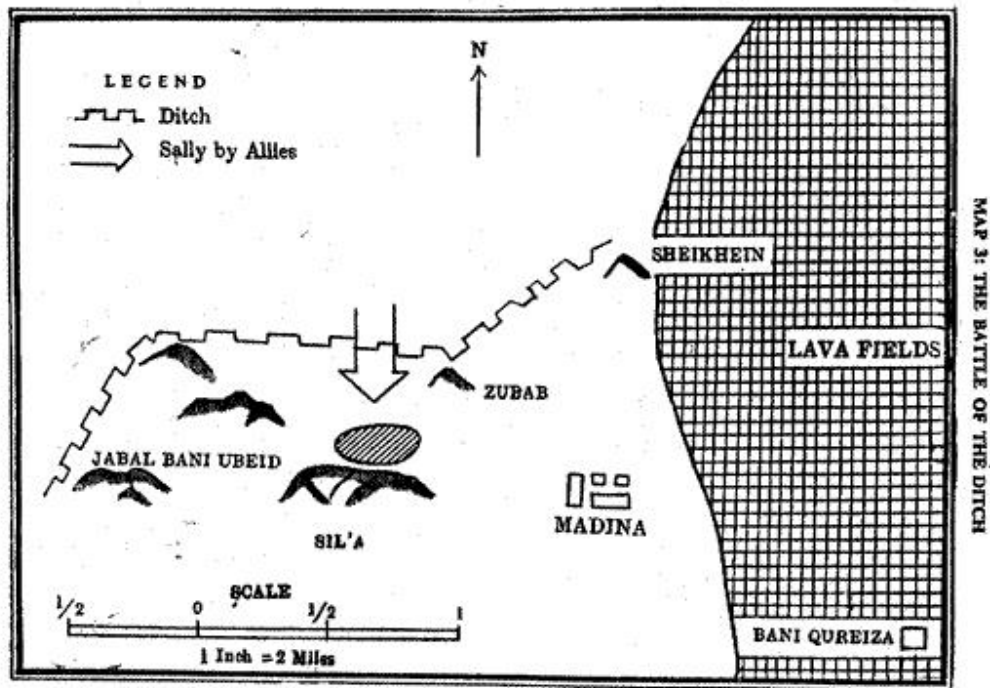 LEGEND
Ditch
Sally by Allies
N
SHEIKHEIN
LAVA FIELDS
ZUBAB
JABAL BANI UBEID
MADINA
SIL'A
SCALE
1/2 0 1/2 1
1 Inch = 2 Miles
BANI QUREIZA
MAP 3: THE BATTLE OF THE DITCH